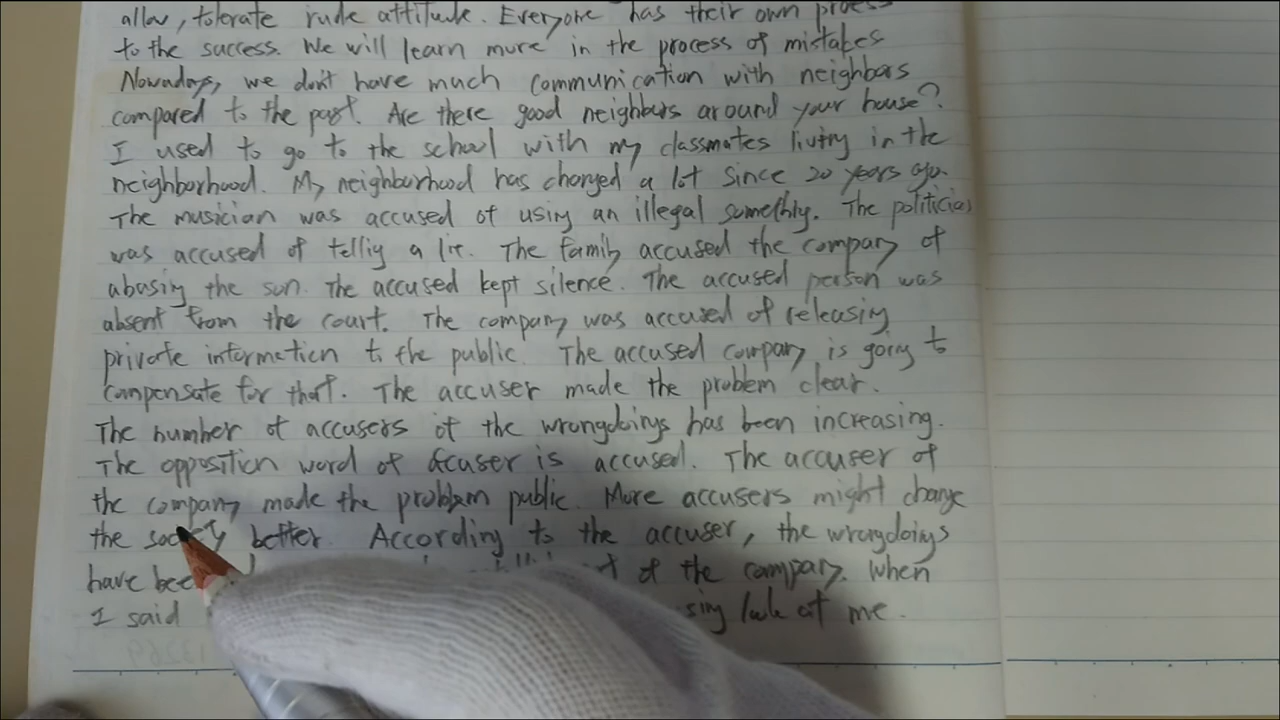 allow, tolerate rude attitude. Everyone has their own process
to the success. We will learn more in the process of mistakes
Nowadays, we don't have much communication with neighbors
compared to the past. Are there good neighbors around your house?
I used to go to the school with my classmates living in the
neighborhood. My neighborhood has changed a lot since 20 years ago.
The musician was accused of using an illegal something. The politician
was accused of telling a lie. The family accused the company of
abusing the son. The accused kept silence. The accused person was
absent from the court. The company was accused of releasing
private information to the public. The accused company is going to
compensate for that. The accuser made the problem clear.
The number of accusers of the wrongdoings has been increasing.
The opposition word of accuser is accused. The accuser of
the company made the problem public. More accusers might change
the society better. According to the accuser, the wrongdoings
have of the company. When
I said look at me.